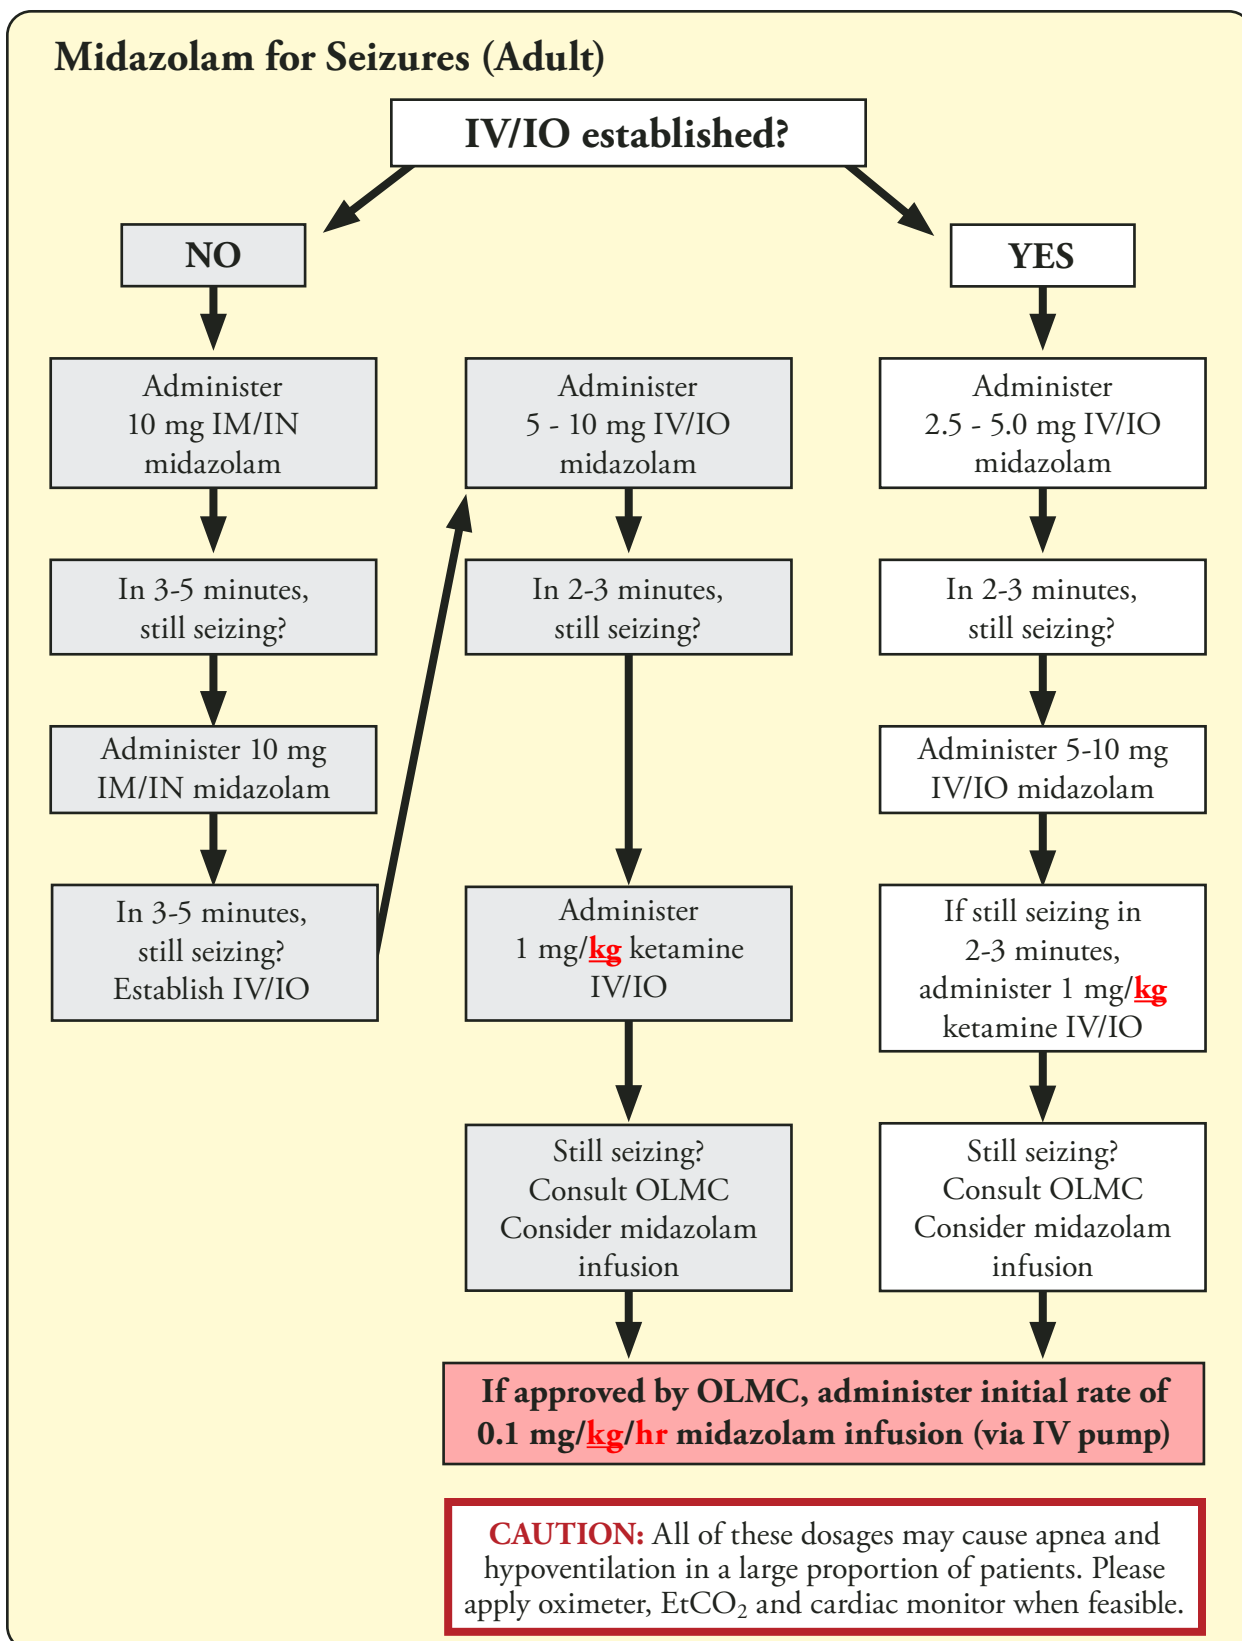 Midazolam for Seizures (Adult)
IV/IO established?
NO
Administer
10 mg IM/IN
midazolam
In 3-5 minutes,
still seizing?
Administer 10 mg
IM/IN midazolam
In 3-5 minutes,
still seizing?
Establish IV/IO
Administer
5 - 10 mg IV/IO
midazolam
In 2-3 minutes,
still seizing?
Administer
1 mg/kg ketamine
IV/IO
Still seizing?
Consult OLMC
Consider midazolam
infusion
YES
Administer
2.5 - 5.0 mg IV/IO
midazolam
In 2-3 minutes,
still seizing?
Administer 5-10 mg
IV/IO midazolam
If still seizing in
2-3 minutes,
administer 1 mg/kg
ketamine IV/IO
Still seizing?
Consult OLMC
Consider midazolam
infusion
If approved by OLMC, administer initial rate of
0.1 mg/kg/hr midazolam infusion (via IV pump)
CAUTION: All of these dosages may cause apnea and
hypoventilation in a large proportion of patients. Please
apply oximeter, EtCO₂ and cardiac monitor when feasible.